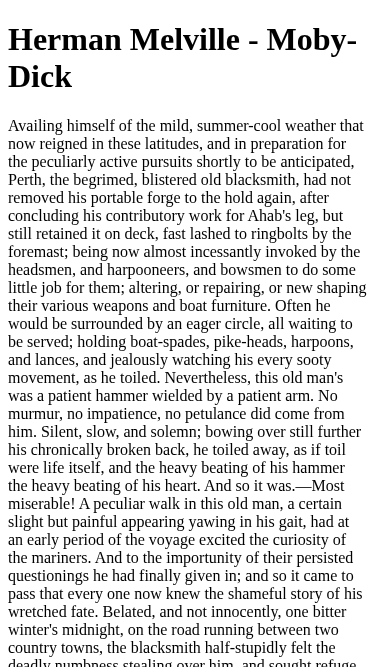 Herman Melville - Moby-
Dick
Availing himself of the mild, summer-cool weather that
now reigned in these latitudes, and in preparation for
the peculiarly active pursuits shortly to be anticipated,
Perth, the begrimed, blistered old blacksmith, had not
removed his portable forge to the hold again, after
concluding his contributory work for Ahab's leg, but
still retained it on deck, fast lashed to ringbolts by the
foremast; being now almost incessantly invoked by the
headsmen, and harpooneers, and bowsmen to do some
little job for them; altering, or repairing, or new shaping
their various weapons and boat furniture. Often he
would be surrounded by an eager circle, all waiting to
be served; holding boat-spades, pike-heads, harpoons,
and lances, and jealously watching his every sooty
movement, as he toiled. Nevertheless, this old man's
was a patient hammer wielded by a patient arm. No
murmur, no impatience, no petulance did come from
him. Silent, slow, and solemn; bowing over still further
his chronically broken back, he toiled away, as if toil
were life itself, and the heavy beating of his hammer
the heavy beating of his heart. And so it was.—Most
miserable! A peculiar walk in this old man, a certain
slight but painful appearing yawing in his gait, had at
an early period of the voyage excited the curiosity of
the mariners. And to the importunity of their persisted
questionings he had finally given in; and so it came to
pass that every one now knew the shameful story of his
wretched fate. Belated, and not innocently, one bitter
winter's midnight, on the road running between two
country towns, the blacksmith half-stupidly felt the
deadly numbness stealing over him, and sought refuge